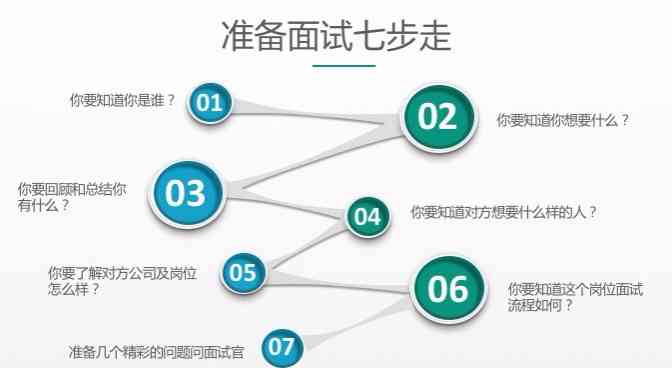 准备面试七步走
01
你要知道你是谁？
02
你要知道你想要什么？
03
你要回顾和总结你
有什么？
04
你要知道对方想要什么样的人？
05
你要了解对方公司及岗位
怎么样？
06
你要知道这个岗位面试
流程如何？
07
准备几个精彩的问题问面试官